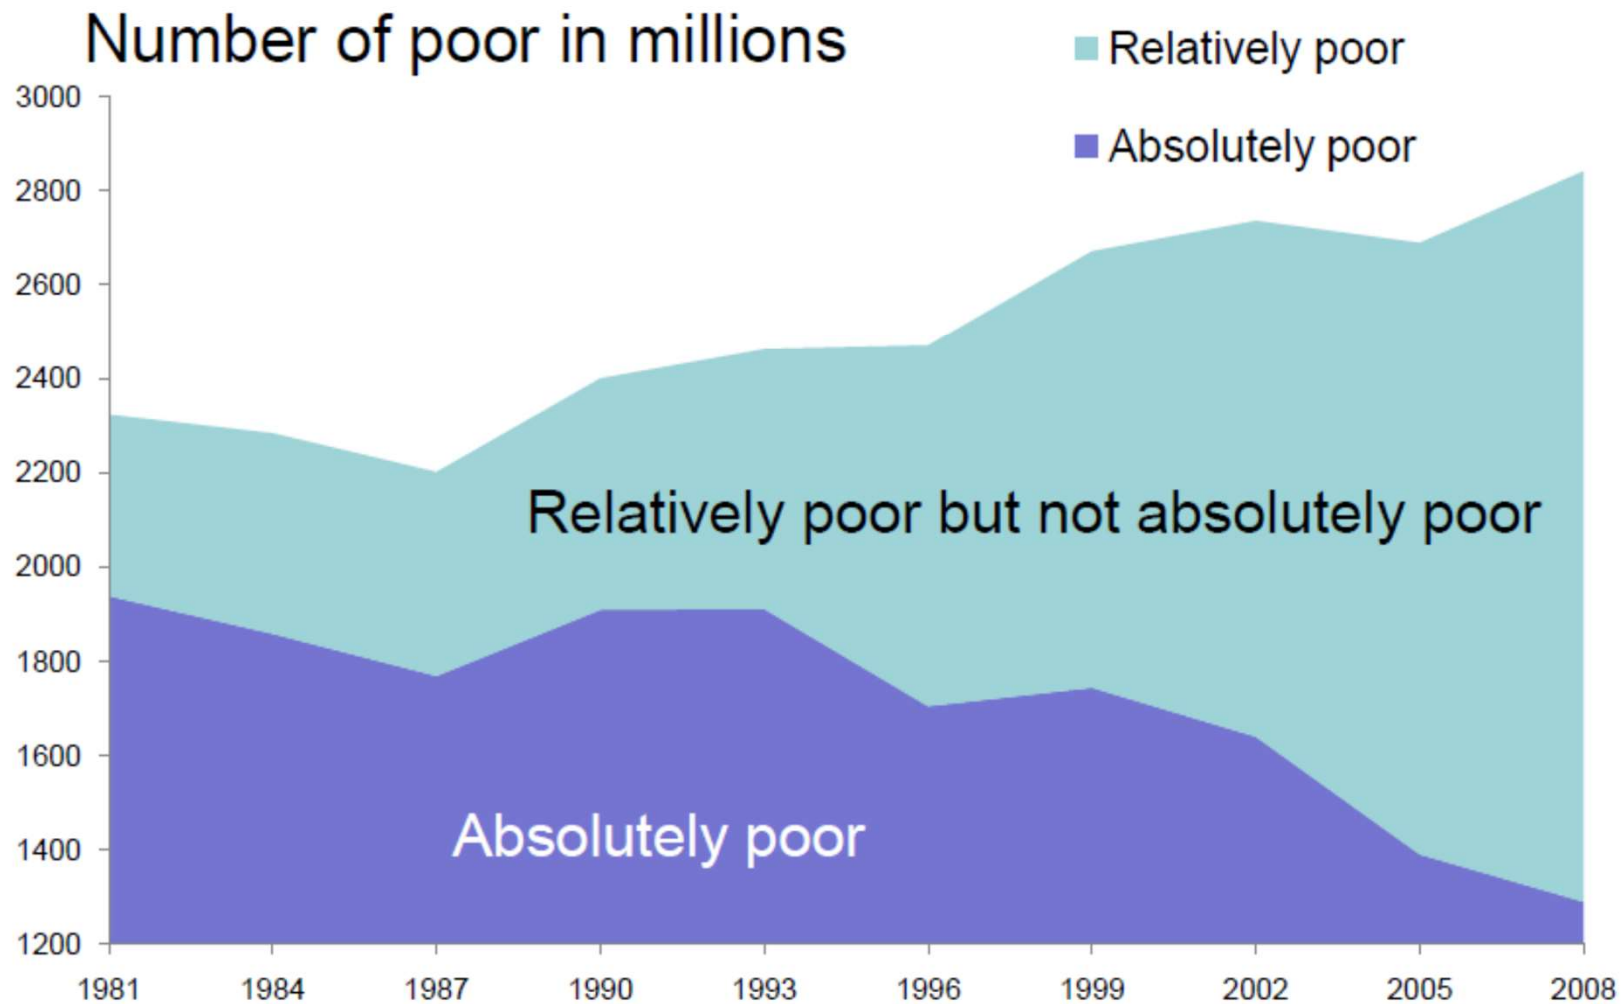 Number of poor in millions
Relatively poor
Absolutely poor
3000
2800
2600
2400
2200
2000
1800
1600
1400
1200
Relatively poor but not absolutely poor
Absolutely poor
1981 1984 1987 1990 1993 1996 1999 2002 2005 2008